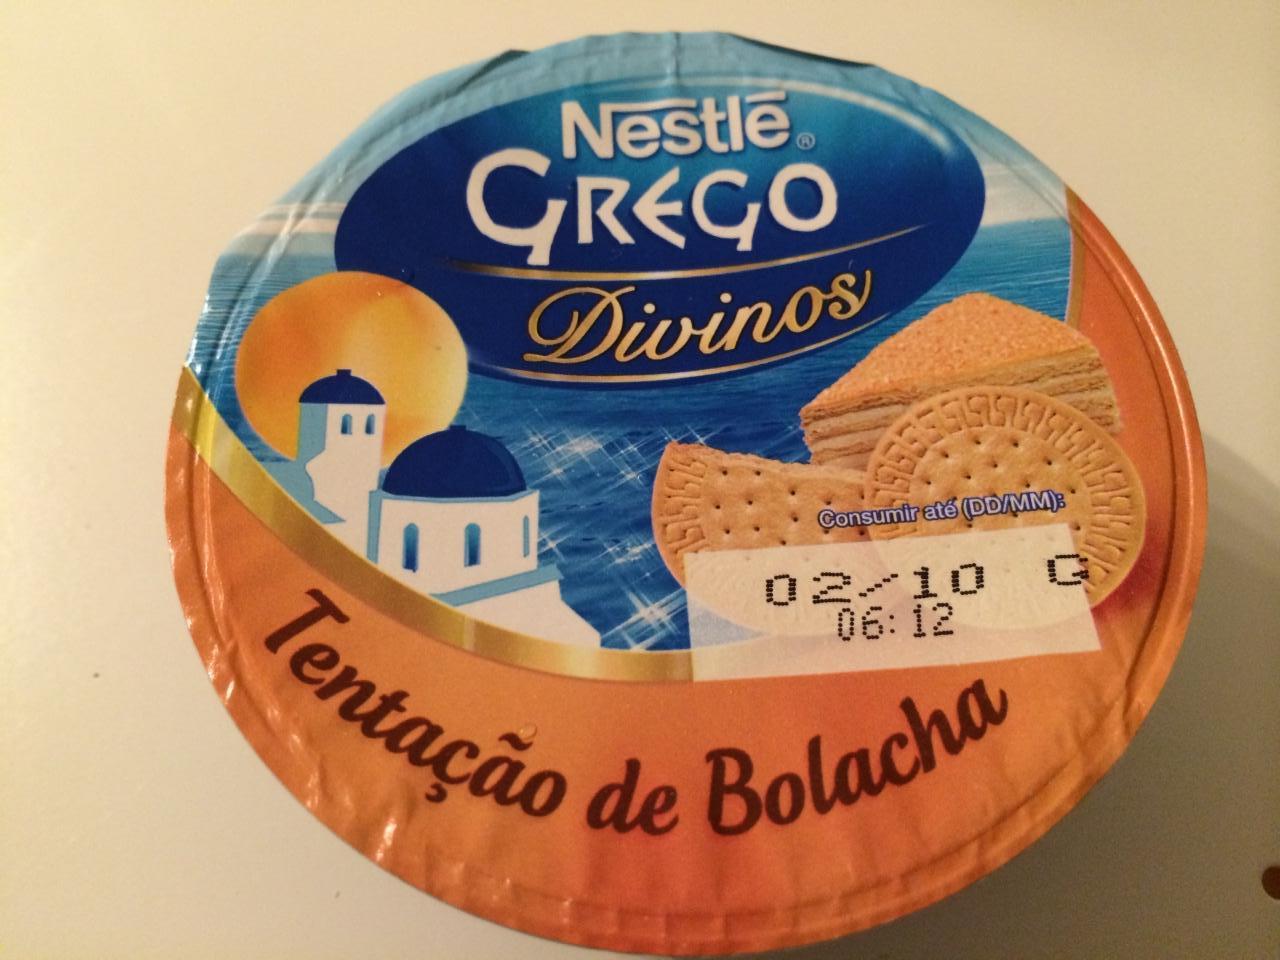 Nestlé®
GREGO
Divinos
Consumir até (DD/MM):
02/10 G
06:12
Tentação de Bolacha